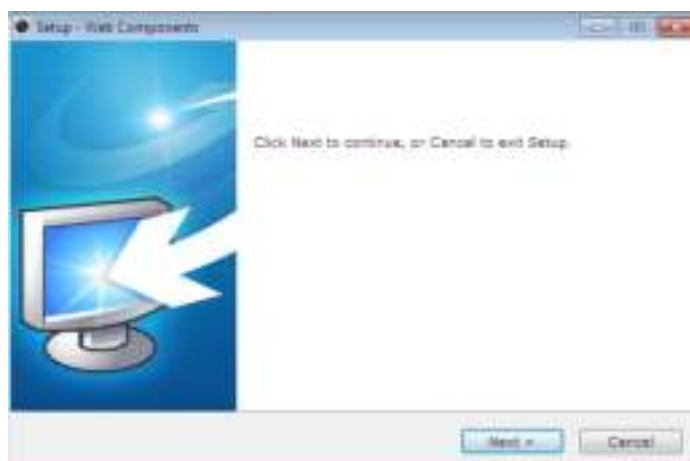 Setup - Web Components
Click Next to continue, or Cancel to exit Setup.
Next >
Cancel